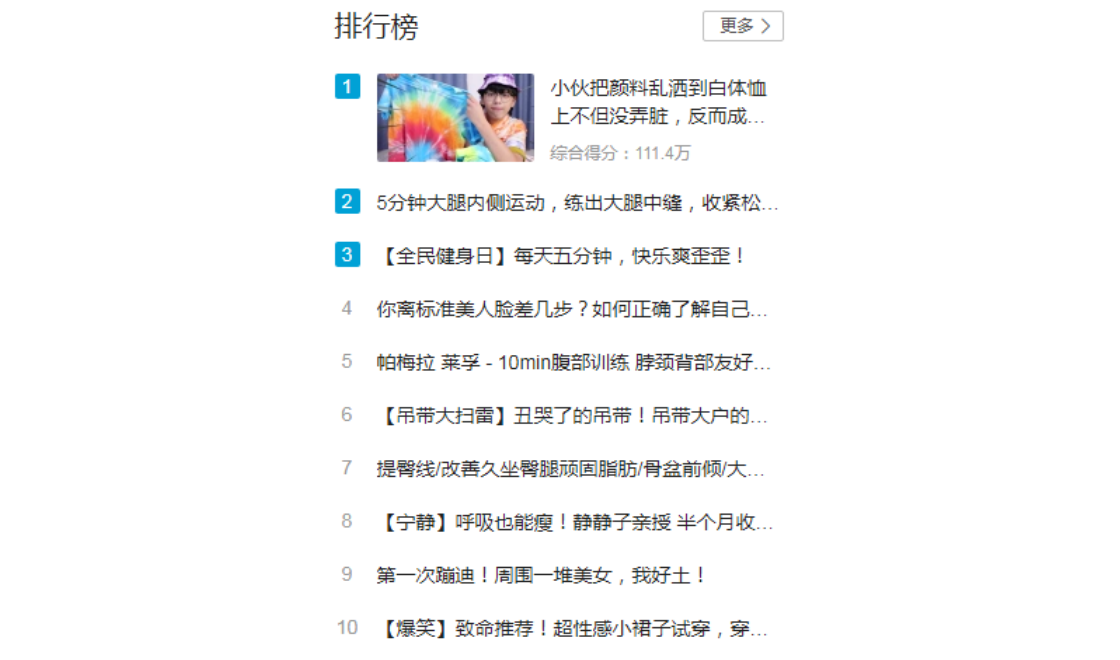 排行榜
更多
1
小伙把颜料乱洒到白体恤
上不但没弄脏，反而成...
综合得分：111.4万
2 5分钟大腿内侧运动，练出大腿中缝，收紧松...
3 【全民健身日】每天五分钟，快乐爽歪歪！
4 你离标准美人脸差几步？如何正确了解自己...
5 帕梅拉 莱孚 - 10min腹部训练 脖颈背部友好...
6 【吊带大扫雷】丑哭了的吊带！吊带大户的...
7 提臀线/改善久坐臀腿顽固脂肪/骨盆前倾/大...
8 【宁静】呼吸也能瘦！静静子亲授 半个月收...
9 第一次蹦迪！周围一堆美女，我好土！
10 【爆笑】致命推荐！超性感小裙子试穿，穿...